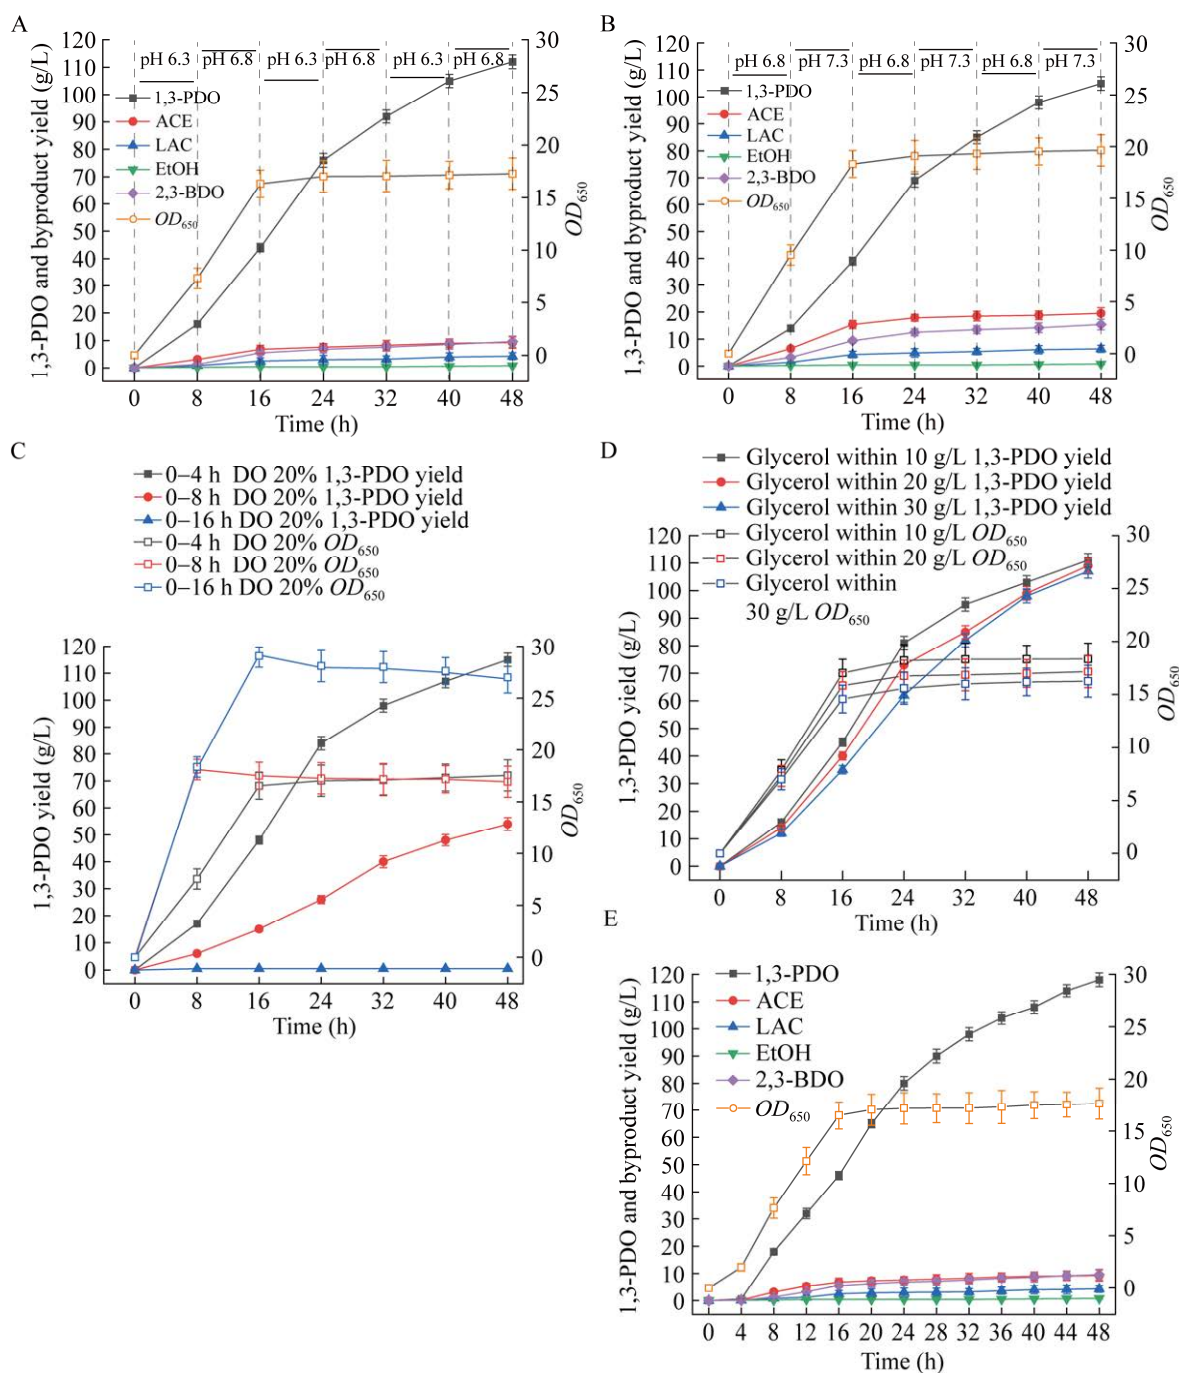 A
1,3-PDO and byproduct yield (g/L)
120
110
100
90
80
70
60
50
40
30
20
10
0
pH 6.3
pH 6.8
pH 6.3
pH 6.8
pH 6.3
pH 6.8
1,3-PDO
ACE
LAC
EtOH
2,3-BDO
OD650
30
25
20
15
10
5
0
OD650
0 8 16 24 32 40 48
Time (h)
B
1,3-PDO and byproduct yield (g/L)
120
110
100
90
80
70
60
50
40
30
20
10
0
pH 6.8
pH 7.3
pH 6.8
pH 7.3
pH 6.8
pH 7.3
1,3-PDO
ACE
LAC
EtOH
2,3-BDO
OD650
30
25
20
15
10
5
0
OD650
0 8 16 24 32 40 48
Time (h)
C
0–4 h DO 20% 1,3-PDO yield
0–8 h DO 20% 1,3-PDO yield
0–16 h DO 20% 1,3-PDO yield
0–4 h DO 20% OD650
0–8 h DO 20% OD650
0–16 h DO 20% OD650
1,3-PDO yield (g/L)
120
110
100
90
80
70
60
50
40
30
20
10
0
30
25
20
15
10
5
0
OD650
0 8 16 24 32 40 48
Time (h)
D
Glycerol within 10 g/L 1,3-PDO yield
Glycerol within 20 g/L 1,3-PDO yield
Glycerol within 30 g/L 1,3-PDO yield
Glycerol within 10 g/L OD650
Glycerol within 20 g/L OD650
Glycerol within
30 g/L OD650
1,3-PDO yield (g/L)
120
110
100
90
80
70
60
50
40
30
20
10
0
30
25
20
15
10
5
0
OD650
0 8 16 24 32 40 48
Time (h)
E
1,3-PDO and byproduct yield (g/L)
120
110
100
90
80
70
60
50
40
30
20
10
0
1,3-PDO
ACE
LAC
EtOH
2,3-BDO
OD650
30
25
20
15
10
5
0
OD650
0 4 8 12 16 20 24 28 32 36 40 44 48
Time (h)